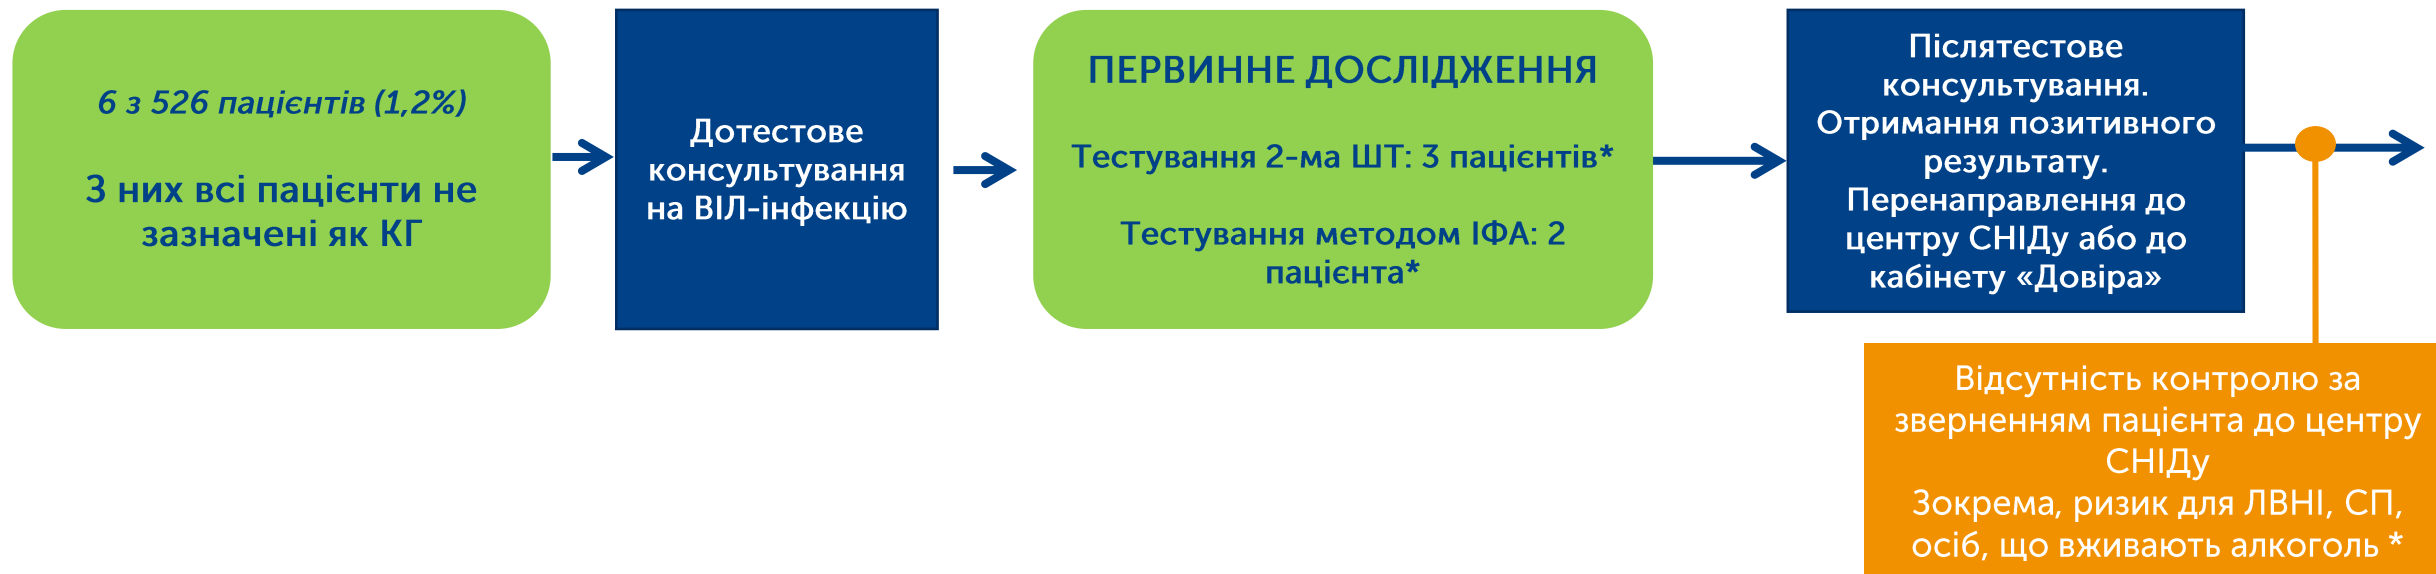 6 з 526 пацієнтів (1,2%)
З них всі пацієнти не
зазначені як КГ
Дотестове
консультування
на ВІЛ-інфекцію
ПЕРВИННЕ ДОСЛІДЖЕННЯ
Тестування 2-ма ШТ: 3 пацієнтів*
Тестування методом ІФА: 2
пацієнта*
Післятестове
консультування.
Отримання позитивного
результату.
Перенаправлення до
центру СНІДу або до
кабінету «Довіра»
Відсутність контролю за
зверненням пацієнта до центру
СНІДу
Зокрема, ризик для ЛВНІ, СП,
осіб, що вживають алкоголь *